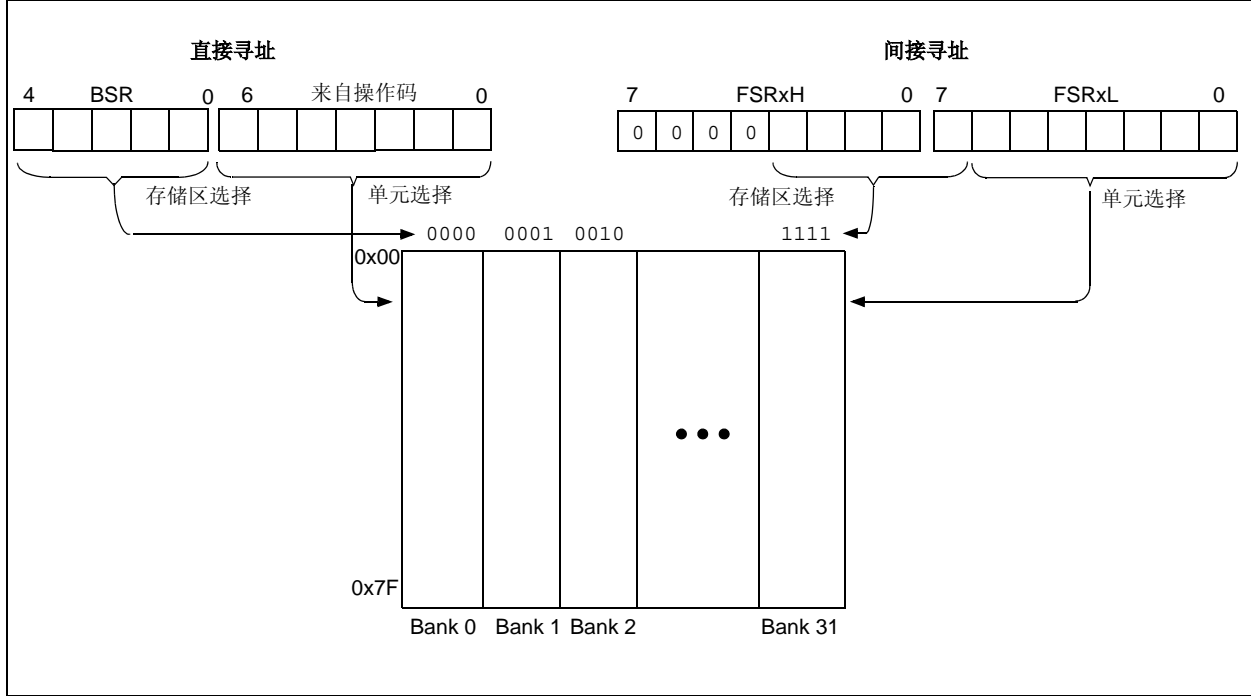 直接寻址 间接寻址
4 BSR 0 6 来自操作码 0 7 FSRxH 0 7 FSRxL 0
0 0 0 0
存储区选择 单元选择 存储区选择 单元选择
0000 0001 0010 1111
0x00
0x7F
Bank 0 Bank 1 Bank 2 Bank 31